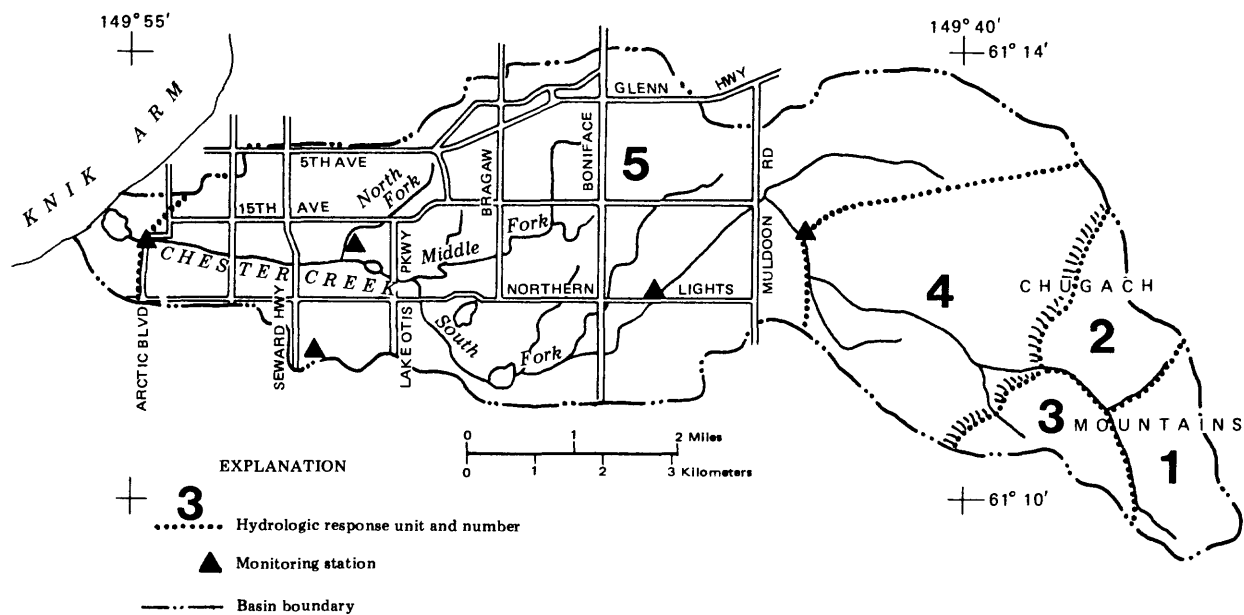 149° 55'
149° 40'
61° 14'
KNIK ARM
GLENN HWY
5TH AVE
BONIFACE
5
RD
North Fork
BRAGAW
15TH AVE
Fork
Middle
PKWY
CHESTER CREEK
MULDOON
4
CHUGACH
NORTHERN LIGHTS
2
ARCTIC BLVD
SEWARD HWY
LAKE OTIS
South Fork
3
MOUNTAINS
1
0 1 2 Miles
0 1 2 3 Kilometers
EXPLANATION
61° 10'
3
Hydrologic response unit and number
Monitoring station
Basin boundary